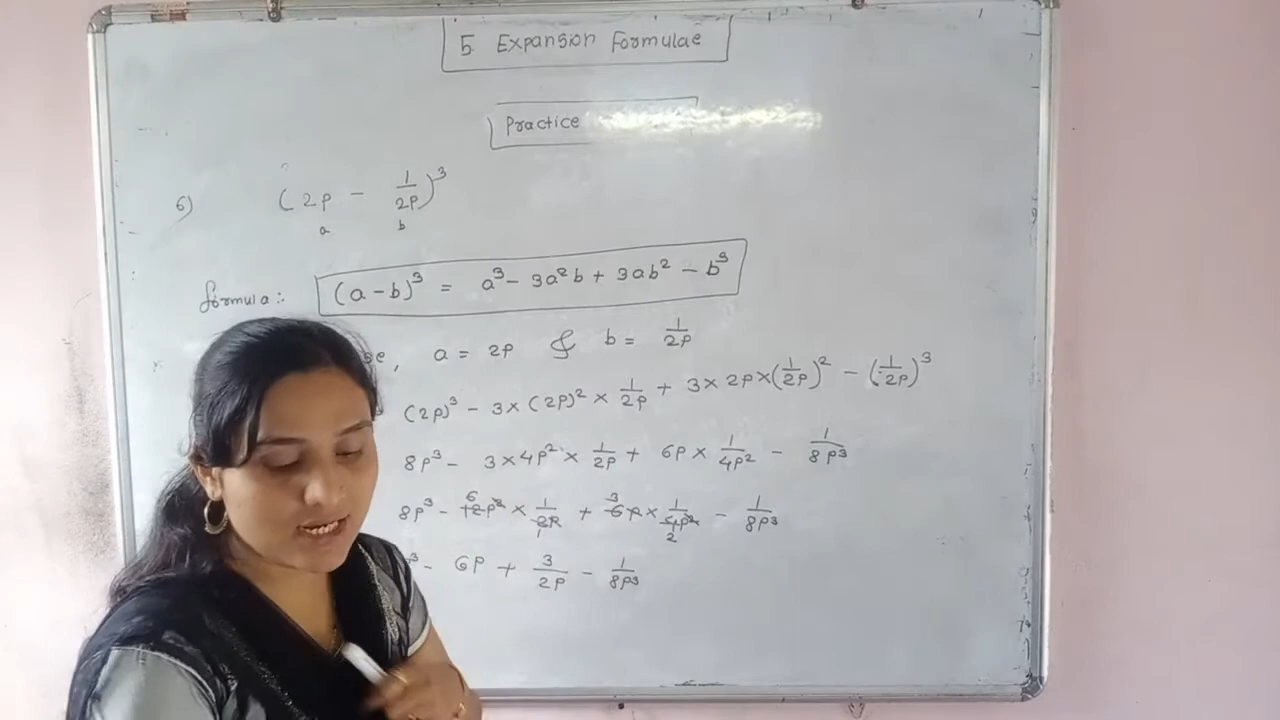 5 Expansion Formulae
Practice
6) (2p - 1/2p)³
a b
formula:- (a-b)³ = a³ - 3a²b + 3ab² - b³
, a = 2p & b = 1/2p
(2p)³ - 3 × (2p)² × 1/2p + 3 × 2p × (1/2p)² - (1/2p)³
8p³ - 3 × 4p² × 1/2p + 6p × 1/4p² - 1/8p³
8p³ - 12p² × 1/2p + 6p × 1/4p² - 1/8p³
³ - 6p + 3/2p - 1/8p³